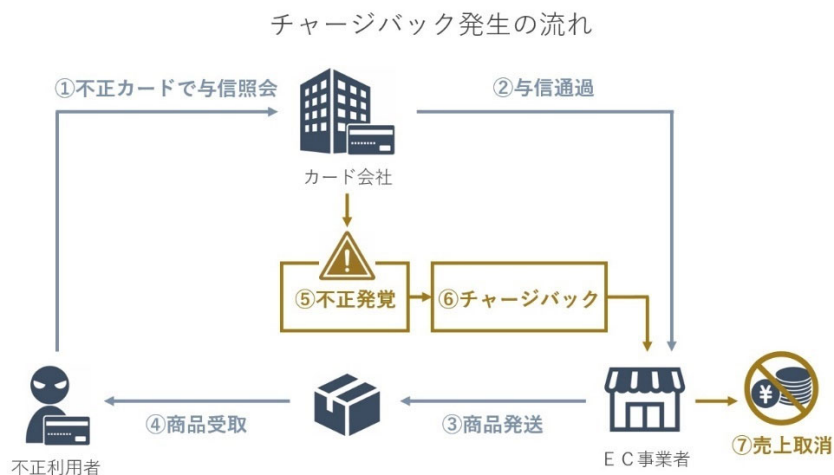 チャージバック発生の流れ
①不正カードで与信照会
②与信通過
カード会社
⑤不正発覚
⑥チャージバック
¥
④商品受取
③商品発送
⑦売上取消
不正利用者
ＥＣ事業者